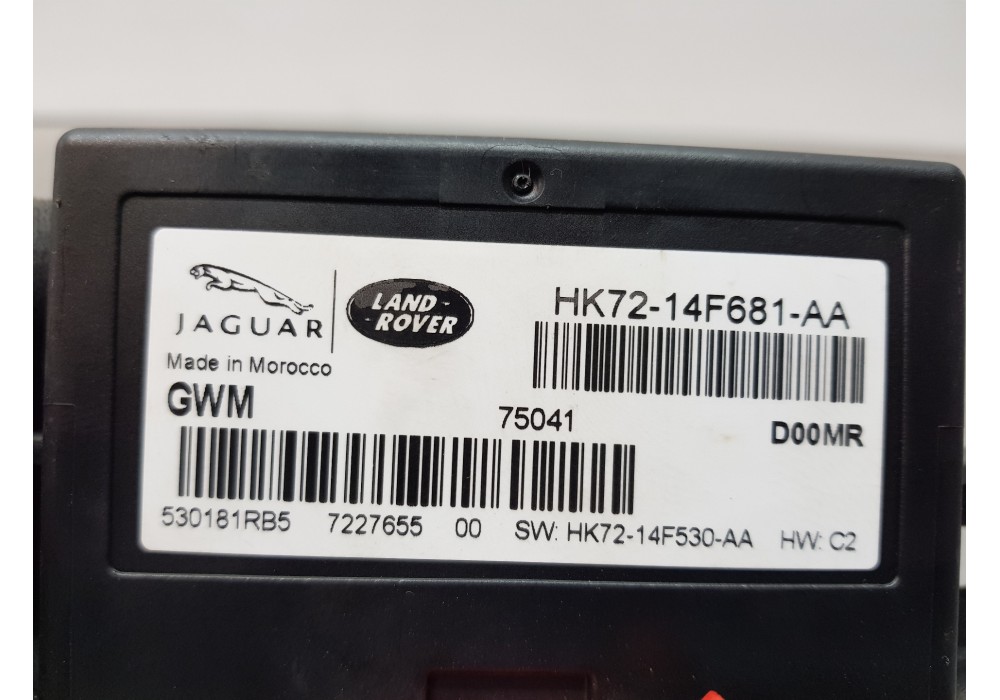 JAGUAR
LAND
ROVER
HK72-14F681-AA
Made in Morocco
GWM
75041
D00MR
530181RB5 7227655 00 SW: HK72-14F530-AA HW: C2